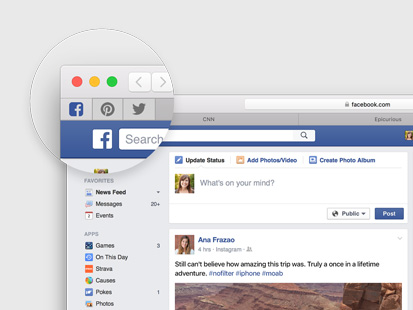 facebook.com
CNN
Epicurious
Search
Update Status
Add Photos/Video
Create Photo Album
What's on your mind?
Public
Post
FAVORITES
News Feed
Messages 20+
Events
APPS
Games 3
On This Day
Strava
Causes
Pokes 1
Photos
Ana Frazao
4 hrs · Instagram ·
Still can't believe how amazing this trip was. Truly a once in a lifetime
adventure. #nofilter #iphone #moab